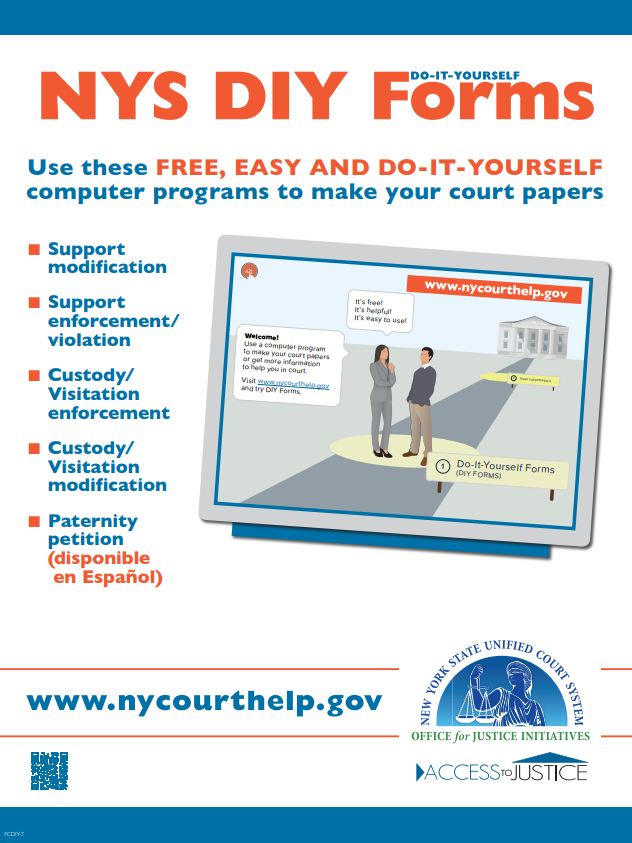 DO-IT-YOURSELF
NYS DIY Forms
Use these FREE, EASY AND DO-IT-YOURSELF
computer programs to make your court papers
Support
modification
Support
enforcement/
violation
Custody/
Visitation
enforcement
Custody/
Visitation
modification
Paternity
petition
(disponible
en Español)
www.nycourthelp.gov
It's free!
It's helpful!
It's easy to use!
Welcome!
Use a computer program
to make your court papers
or get more information
to help you in court.
Visit www.nycourthelp.gov
and try DIY Forms.
1 Do-It-Yourself Forms
(DIY FORMS)
www.nycourthelp.gov
NEW YORK STATE UNIFIED COURT SYSTEM
OFFICE for JUSTICE INITIATIVES
ACCESS TO JUSTICE
FCDIY-7